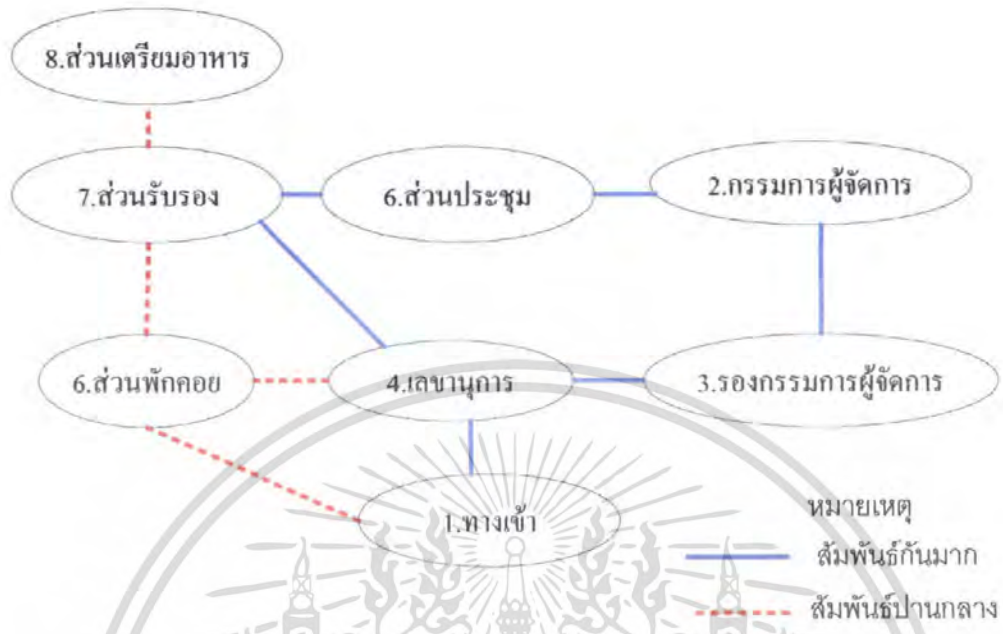 8.ส่วนเตรียมอาหาร
7.ส่วนรับรอง
6.ส่วนประชุม
2.กรรมการผู้จัดการ
6.ส่วนพักคอย
4.เลขานุการ
3.รองกรรมการผู้จัดการ
1.ทางเข้า
หมายเหตุ
สัมพันธ์กันมาก
สัมพันธ์ปานกลาง